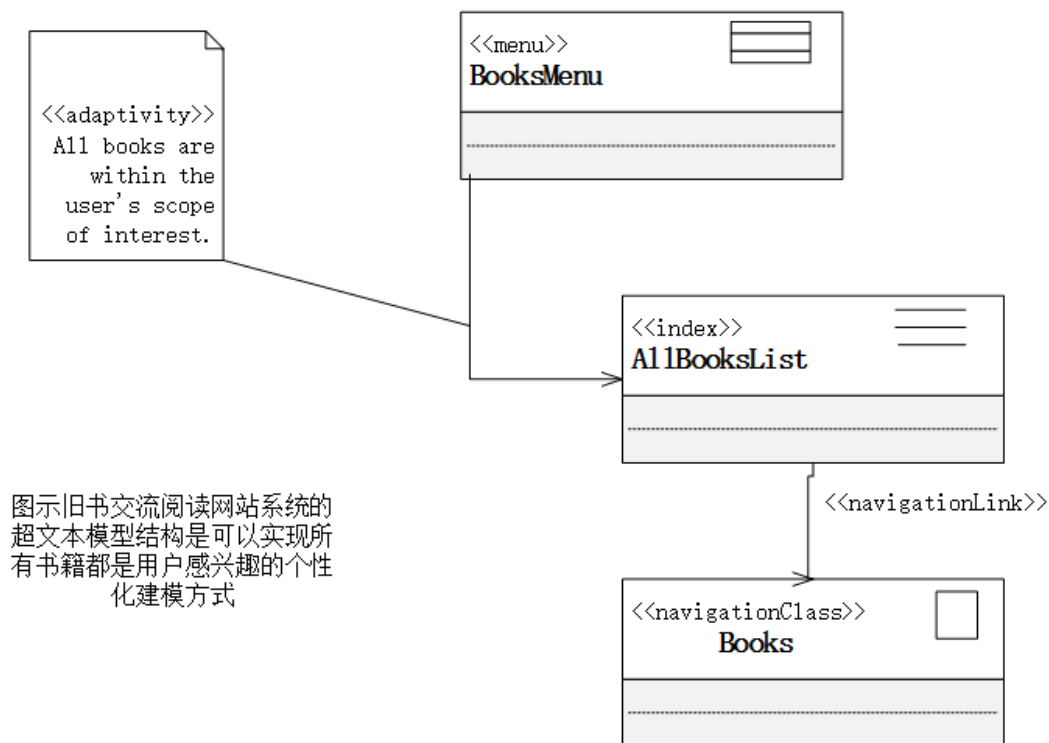 <<menu>>
BooksMenu
<<adaptivity>>
All books are
within the
user's scope
of interest.
<<index>>
AllBooksList
<<navigationLink>>
图示旧书交流阅读网站系统的
超文本模型结构是可以实现所
有书籍都是用户感兴趣的个性
化建模方式
<<navigationClass>>
Books